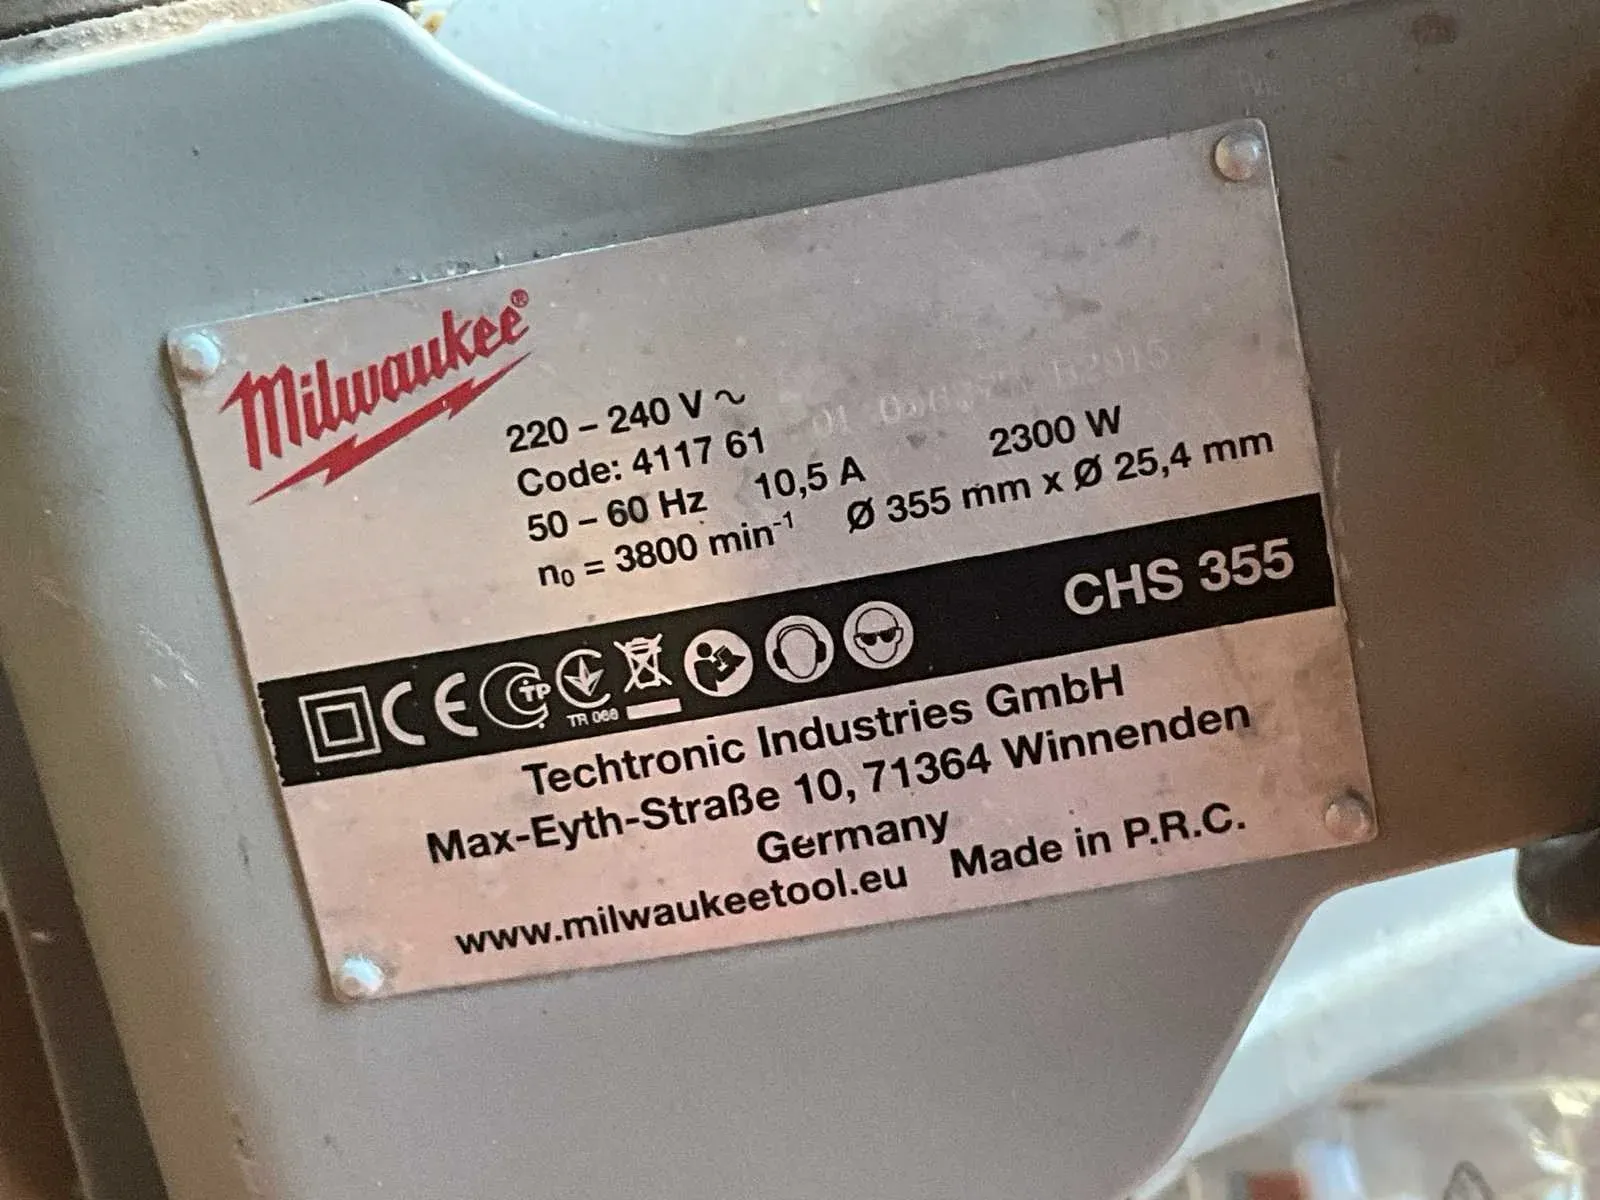 Milwaukee®
220 – 240 V ~
Code: 4117 61
50 – 60 Hz 10,5 A 2300 W
n₀ = 3800 min⁻¹ Ø 355 mm x Ø 25,4 mm
CHS 355
CE TR 066
Techtronic Industries GmbH
Max-Eyth-Straße 10, 71364 Winnenden
Germany
www.milwaukeetool.eu Made in P.R.C.